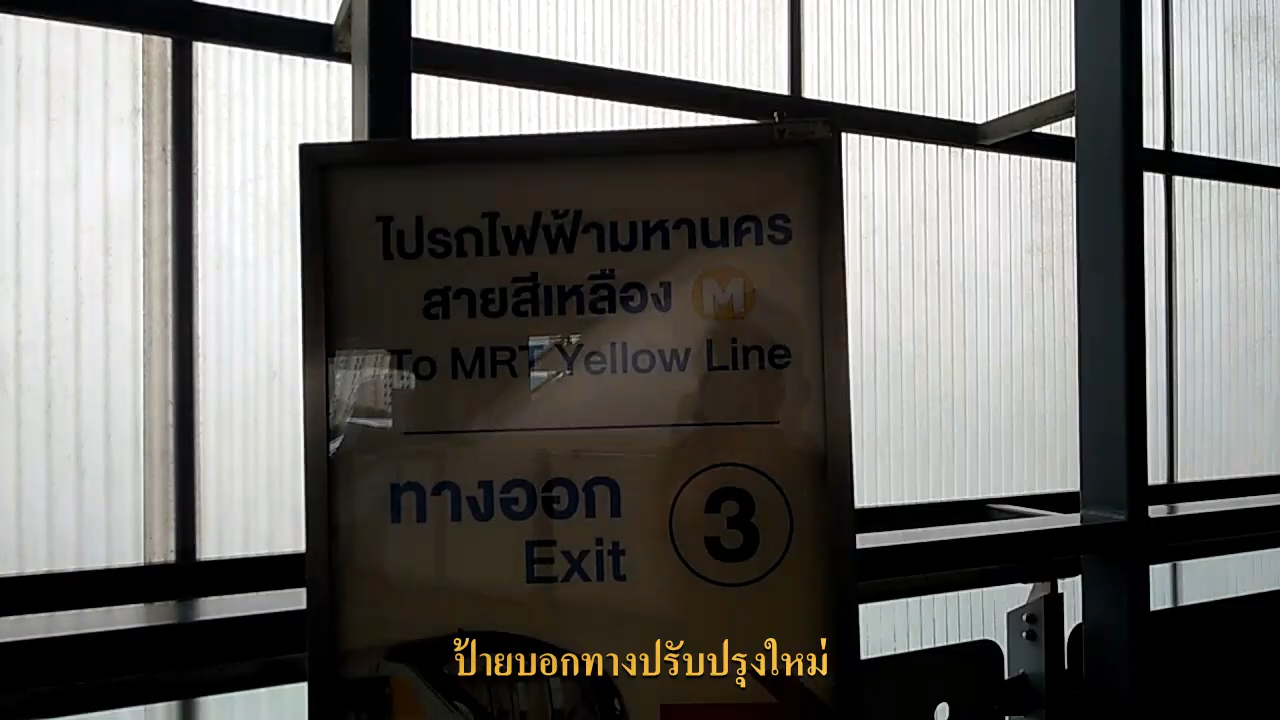 ไปรถไฟฟ้ามหานคร
สายสีเหลือง M
To MRT Yellow Line
ทางออก 3
Exit
ป้ายบอกทางปรับปรุงใหม่